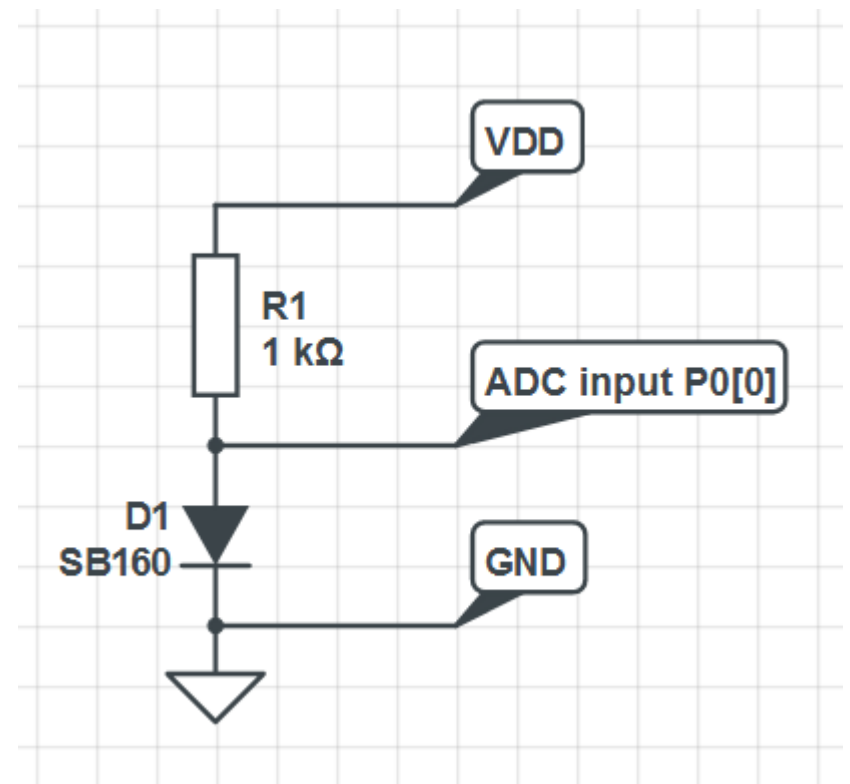 VDD
R1
1 kΩ
ADC input P0[0]
D1
SB160
GND